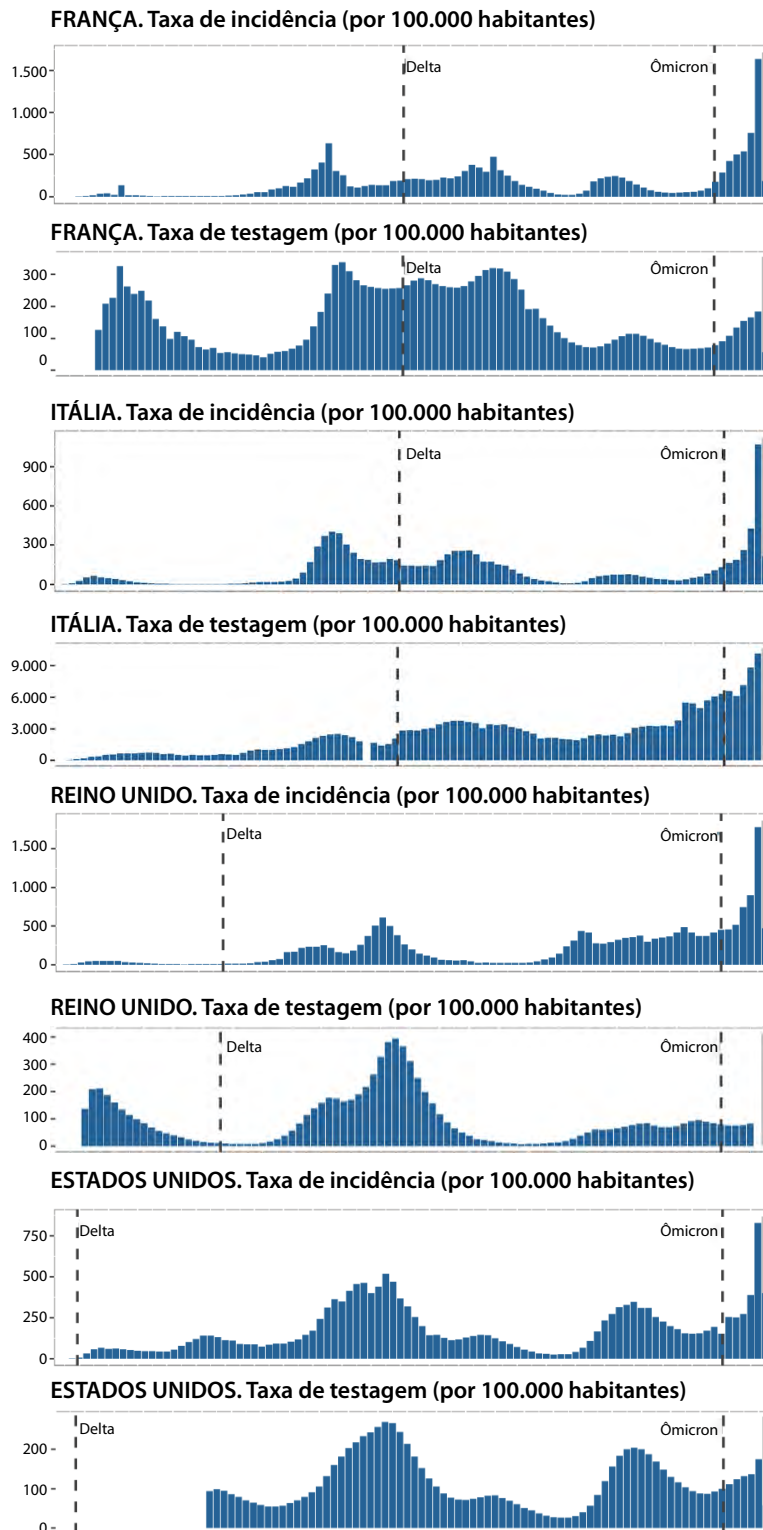 FRANÇA. Taxa de incidência (por 100.000 habitantes)
1.500
Delta
Ômicron
1.000
500
0
FRANÇA. Taxa de testagem (por 100.000 habitantes)
Delta
Ômicron
300
200
100
0
ITÁLIA. Taxa de incidência (por 100.000 habitantes)
Delta
Ômicron
900
600
300
0
ITÁLIA. Taxa de testagem (por 100.000 habitantes)
9.000
6.000
3.000
0
REINO UNIDO. Taxa de incidência (por 100.000 habitantes)
Delta
Ômicron
1.500
1.000
500
0
REINO UNIDO. Taxa de testagem (por 100.000 habitantes)
400
Delta
Ômicron
300
200
100
0
ESTADOS UNIDOS. Taxa de incidência (por 100.000 habitantes)
750
Delta
Ômicron
500
250
0
ESTADOS UNIDOS. Taxa de testagem (por 100.000 habitantes)
Delta
Ômicron
200
100
0